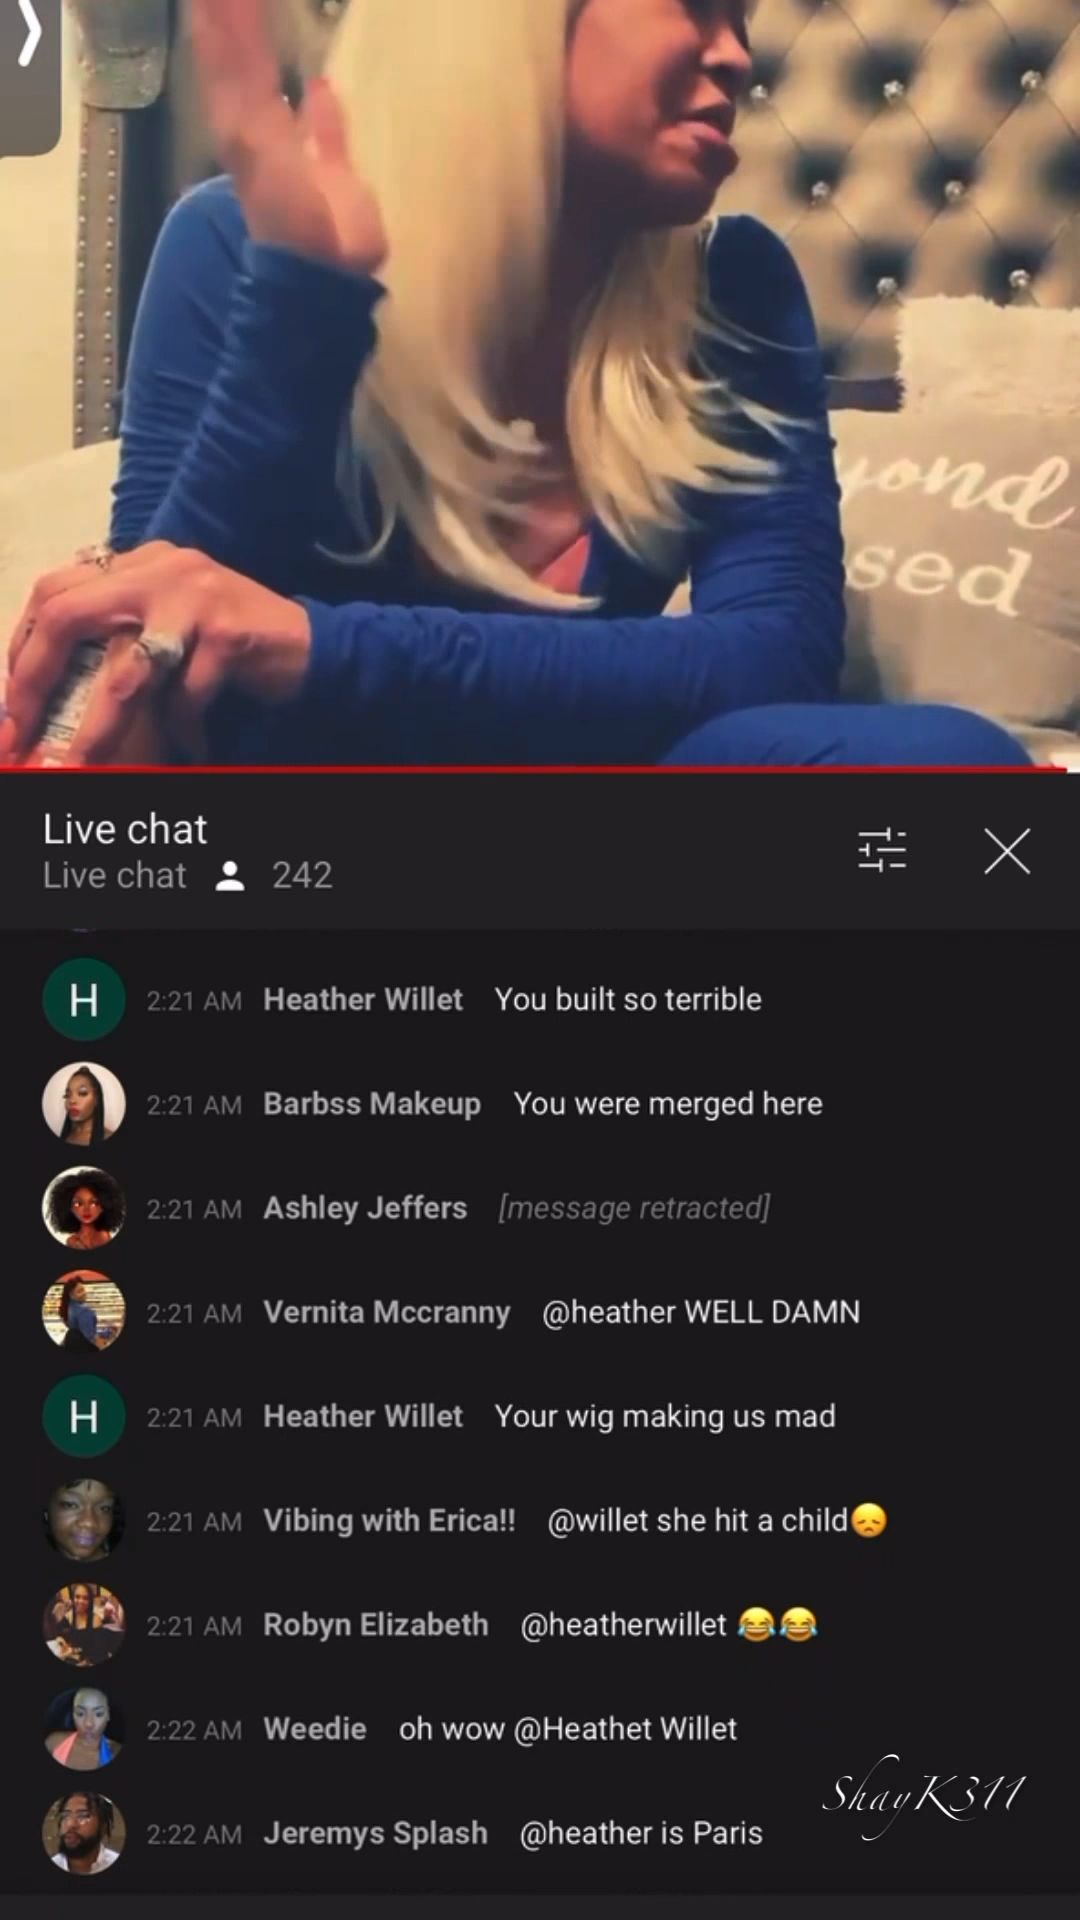 yond
sed
Live chat
Live chat 242
H 2:21 AM Heather Willet You built so terrible
2:21 AM Barbss Makeup You were merged here
2:21 AM Ashley Jeffers [message retracted]
2:21 AM Vernita Mccranny @heather WELL DAMN
H 2:21 AM Heather Willet Your wig making us mad
2:21 AM Vibing with Erica!! @willet she hit a child😞
2:21 AM Robyn Elizabeth @heatherwillet 😂😂
2:22 AM Weedie oh wow @Heathet Willet
ShayK311
2:22 AM Jeremys Splash @heather is Paris